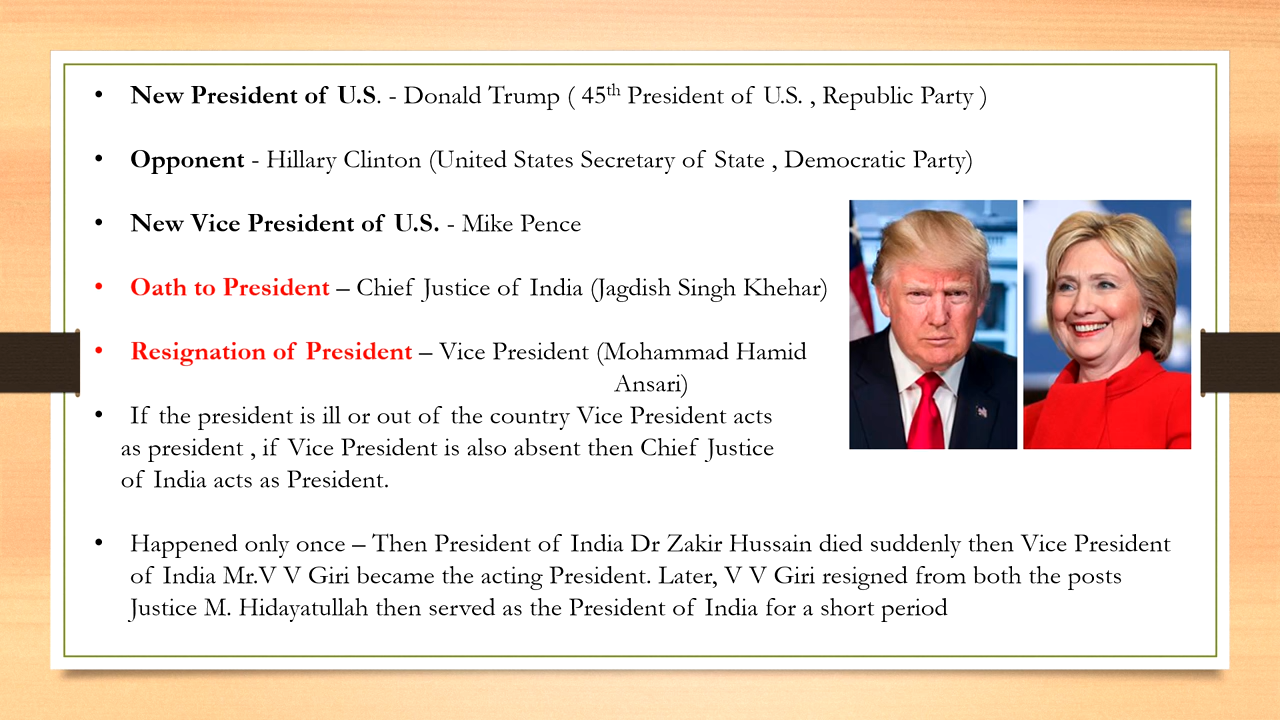 • New President of U.S. - Donald Trump ( 45th President of U.S. , Republic Party )
• Opponent - Hillary Clinton (United States Secretary of State , Democratic Party)
• New Vice President of U.S. - Mike Pence
• Oath to President – Chief Justice of India (Jagdish Singh Khehar)
• Resignation of President – Vice President (Mohammad Hamid
Ansari)
• If the president is ill or out of the country Vice President acts
as president , if Vice President is also absent then Chief Justice
of India acts as President.
• Happened only once – Then President of India Dr Zakir Hussain died suddenly then Vice President
of India Mr.V V Giri became the acting President. Later, V V Giri resigned from both the posts
Justice M. Hidayatullah then served as the President of India for a short period